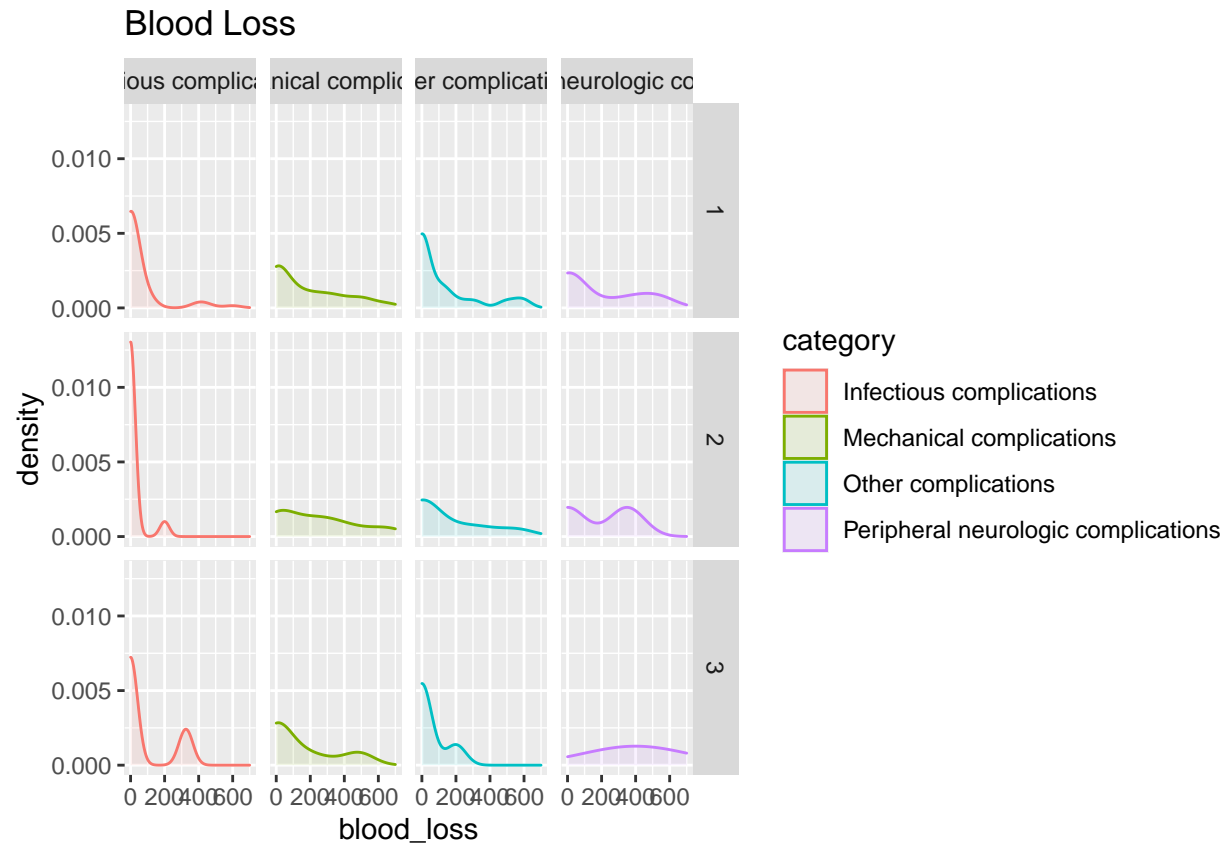 Blood Loss
ious complica
nical complic
er complicati
neurologic co
0.010
0.005
0.000
1
0.010
0.005
0.000
2
0.010
0.005
0.000
3
density
0 200 400 600
0 200 400 600
0 200 400 600
0 200 400 600
blood_loss
category
Infectious complications
Mechanical complications
Other complications
Peripheral neurologic complications